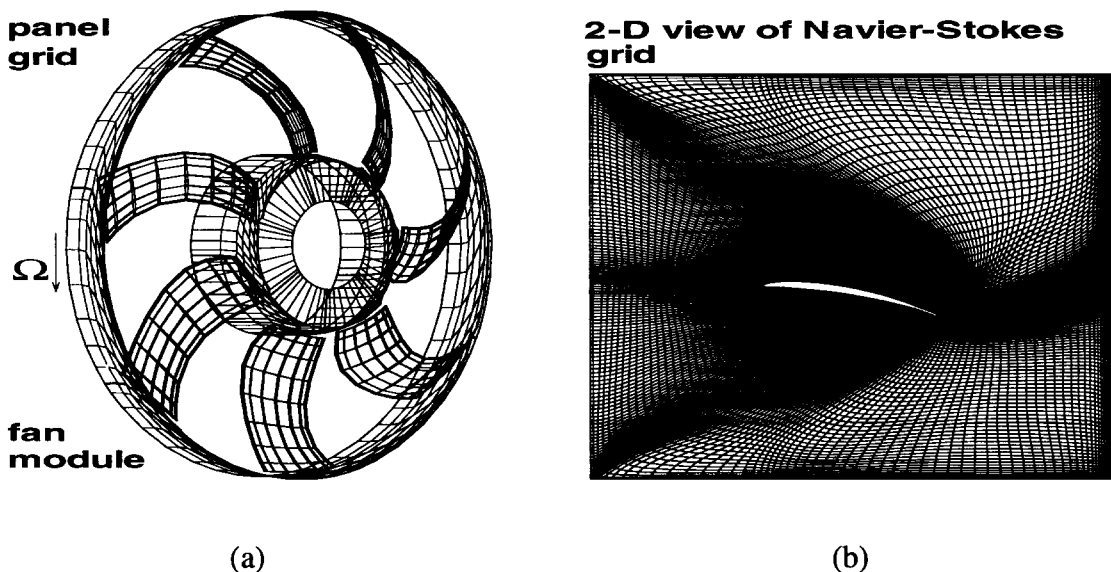 panel
grid
Ω
fan
module
2-D view of Navier-Stokes
grid
(a)
(b)